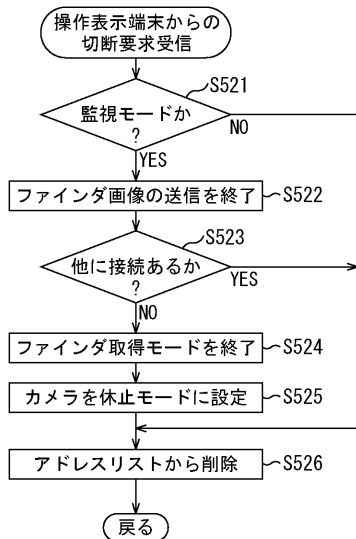 操作表示端末からの
切断要求受信
S521
監視モードか
?
NO
YES
ファインダ画像の送信を終了
S522
S523
他に接続あるか
?
YES
NO
ファインダ取得モードを終了
S524
カメラを休止モードに設定
S525
アドレスリストから削除
S526
戻る